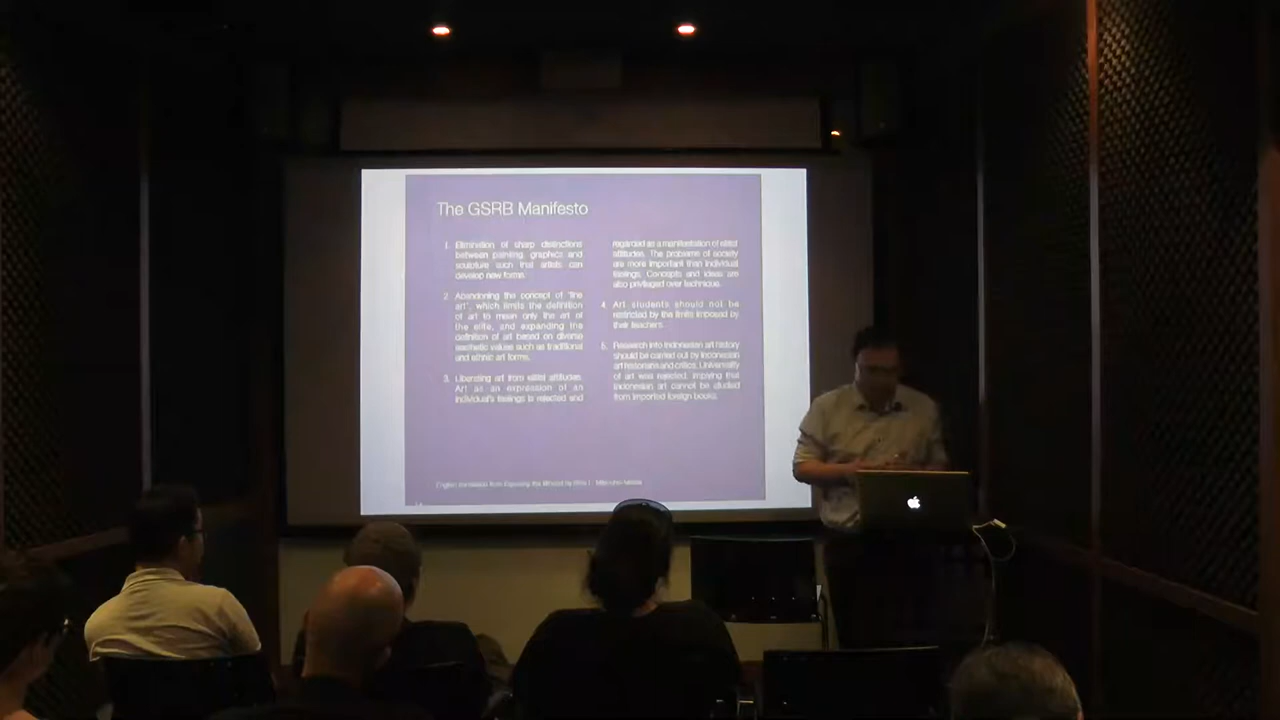 The GSRB Manifesto
1. Elimination of sharp distinctions
between painting, graphics and
sculpture such that artists can
develop new forms.
2. Abandoning the concept of "fine
art", which limits the definition
of art to mean only the art of
the elite, and expanding the
definition of art based on diverse
aesthetic values such as traditional
and ethnic art forms.
3. Liberating art from elitist attitudes.
Art as an expression of an
individual's feelings is rejected and
regarded as a manifestation of elitist
attitudes. The problems of society
are more important than individual
feelings. Concepts and ideas are
also privileged over technique.
4. Art students should not be
restricted by the limits imposed by
their teachers.
5. Research into Indonesian art history
should be carried out by Indonesian
art historians and critics. Universality
of art was rejected, implying that
Indonesian art cannot be studied
from imported foreign books.
English translation from Exposing the